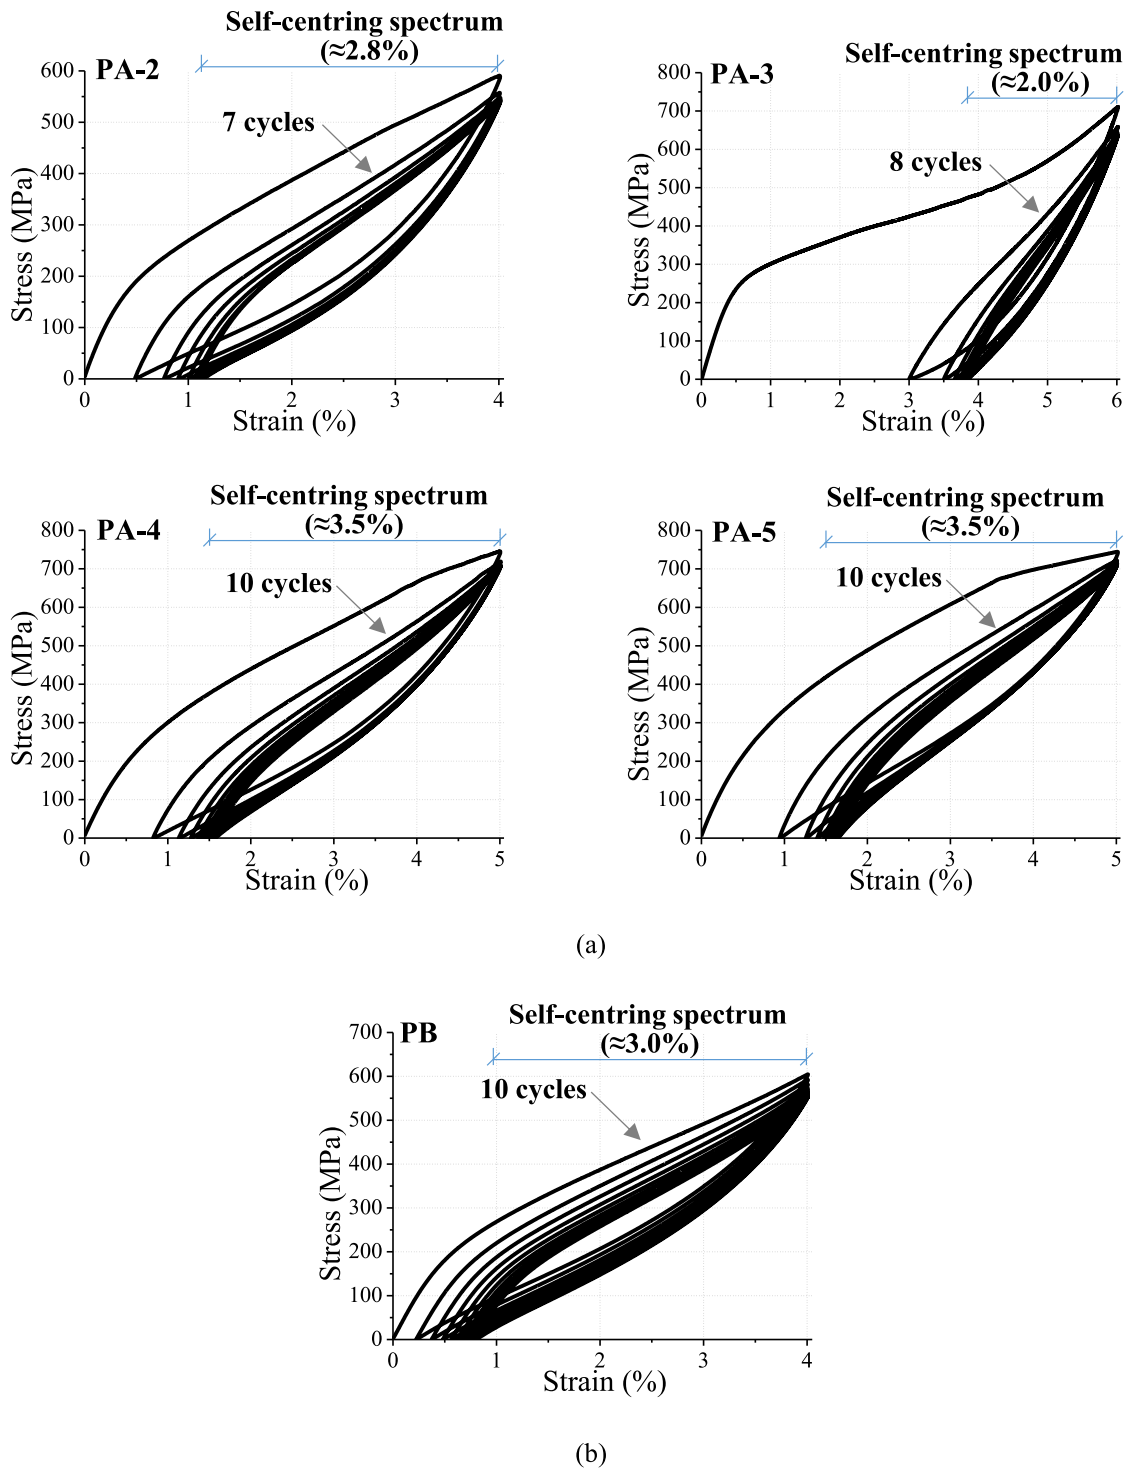 Self-centring spectrum
(≈2.8%)
PA-2
7 cycles
600
500
400
300
200
100
0
Stress (MPa)
0 1 2 3 4
Strain (%)
Self-centring spectrum
(≈2.0%)
PA-3
8 cycles
800
700
600
500
400
300
200
100
0
Stress (MPa)
0 1 2 3 4 5 6
Strain (%)
Self-centring spectrum
(≈3.5%)
PA-4
10 cycles
800
700
600
500
400
300
200
100
0
Stress (MPa)
0 1 2 3 4 5
Strain (%)
Self-centring spectrum
(≈3.5%)
PA-5
10 cycles
800
700
600
500
400
300
200
100
0
Stress (MPa)
0 1 2 3 4 5
Strain (%)
(a)
Self-centring spectrum
(≈3.0%)
PB
10 cycles
700
600
500
400
300
200
100
0
Stress (MPa)
0 1 2 3 4
Strain (%)
(b)